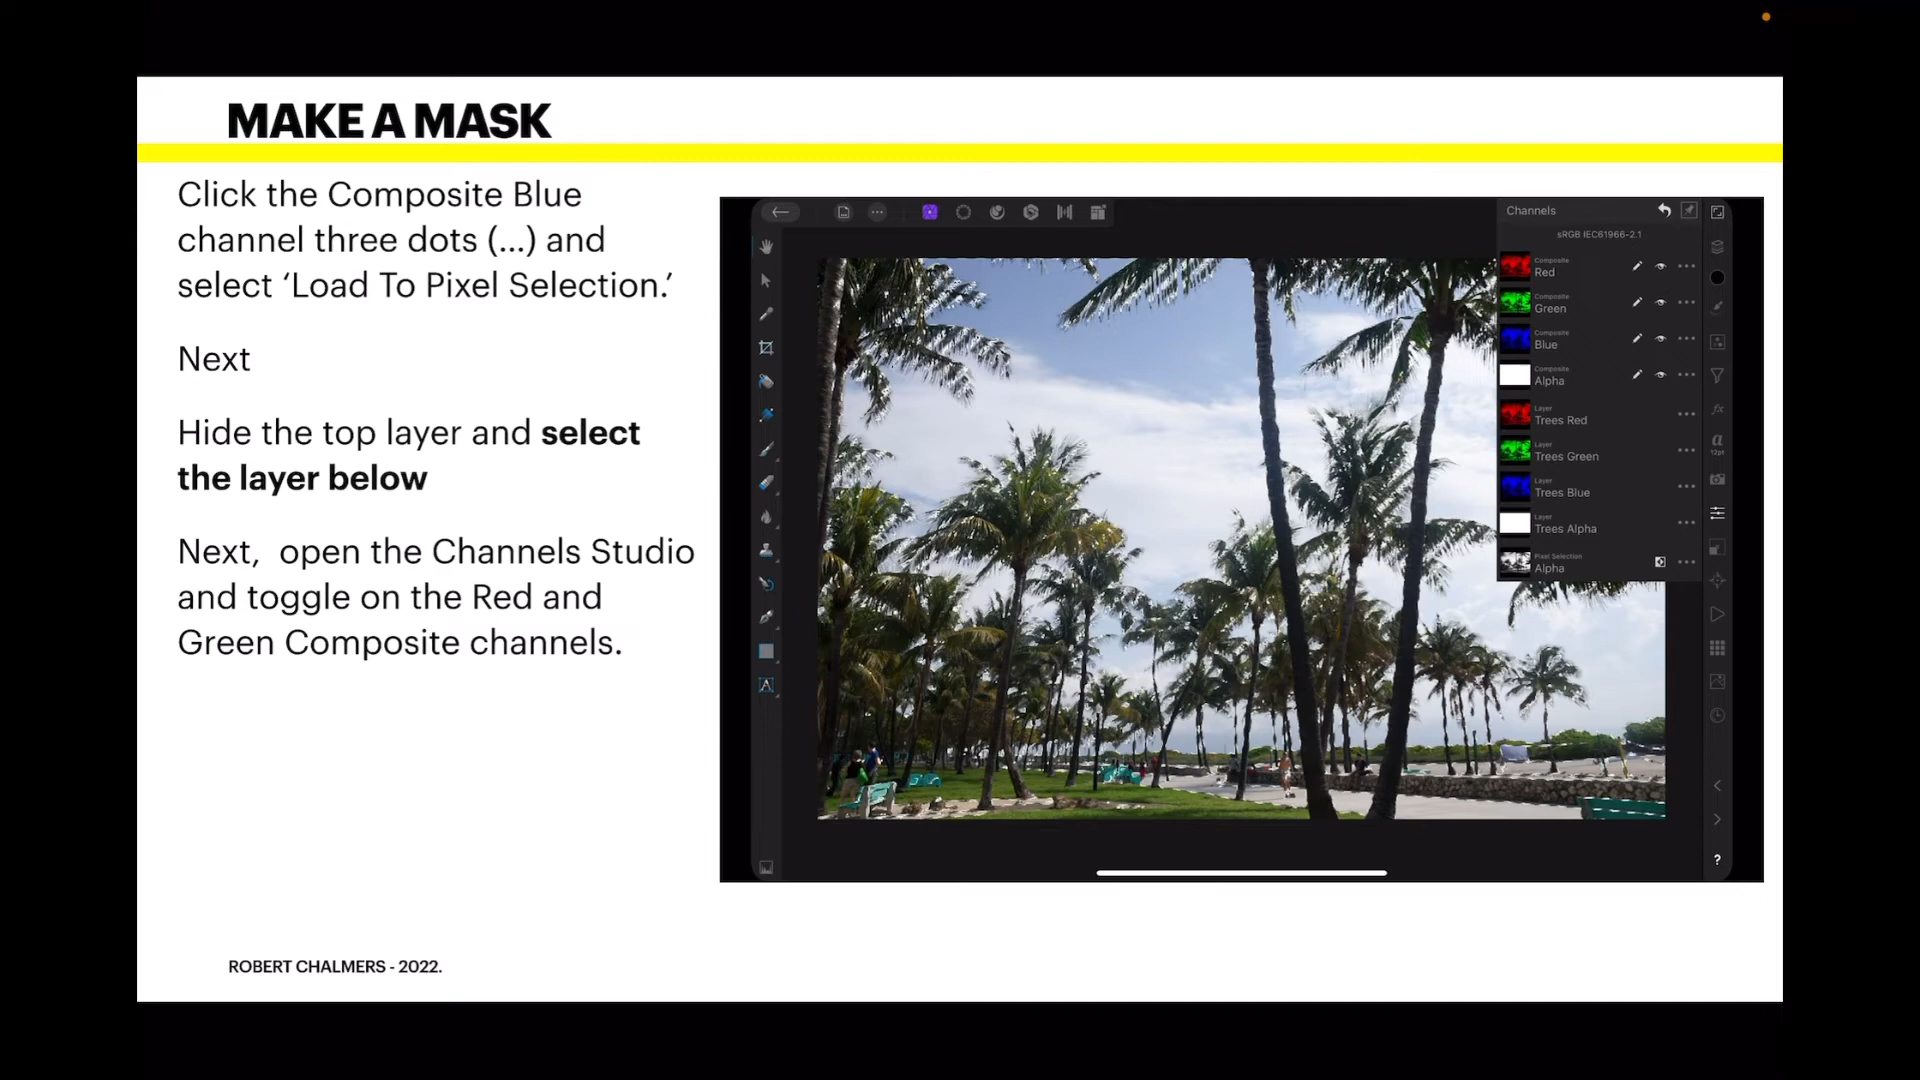 MAKE A MASK
Click the Composite Blue
channel three dots (...) and
select ‘Load To Pixel Selection.’
Next
Hide the top layer and select
the layer below
Next,  open the Channels Studio
and toggle on the Red and
Green Composite channels.
Channels
sRGB IEC61966-2.1
Composite
Red
Composite
Green
Composite
Blue
Composite
Alpha
Layer
Trees Red
Layer
Trees Green
Layer
Trees Blue
Layer
Trees Alpha
Pixel Selection
Alpha
fx
a
12pt
A
?
ROBERT CHALMERS - 2022.